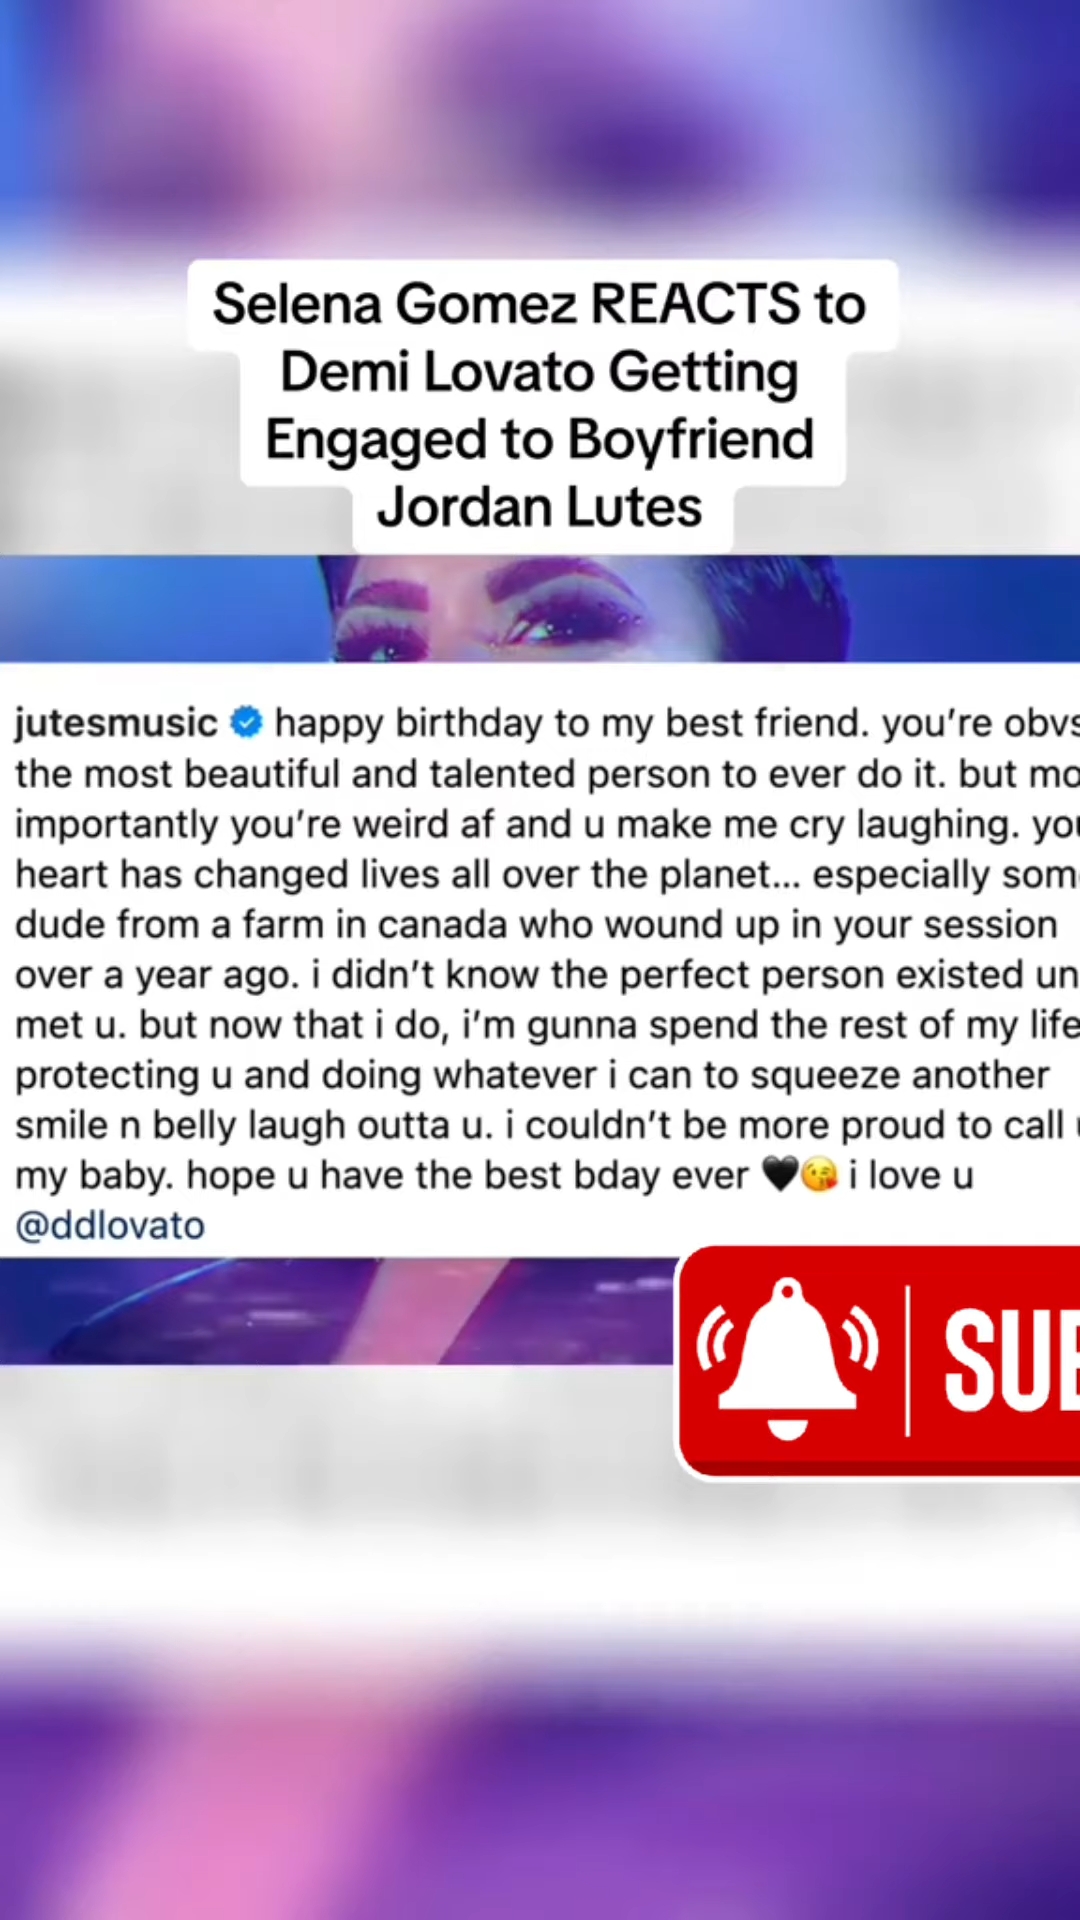 Selena Gomez REACTS to
Demi Lovato Getting
Engaged to Boyfriend
Jordan Lutes
jutesmusic happy birthday to my best friend. you're obvs
the most beautiful and talented person to ever do it. but
importantly you're weird af and u make me cry laughing.
heart has changed lives all over the planet... especially
dude from a farm in canada who wound up in your session
over a year ago. i didn't know the perfect person existed
met u. but now that i do, i'm gunna spend the rest of my life
protecting u and doing whatever i can to squeeze another
smile n belly laugh outta u. i couldn't be more proud to call
my baby. hope u have the best bday ever 🖤😘 i love u
@ddlovato